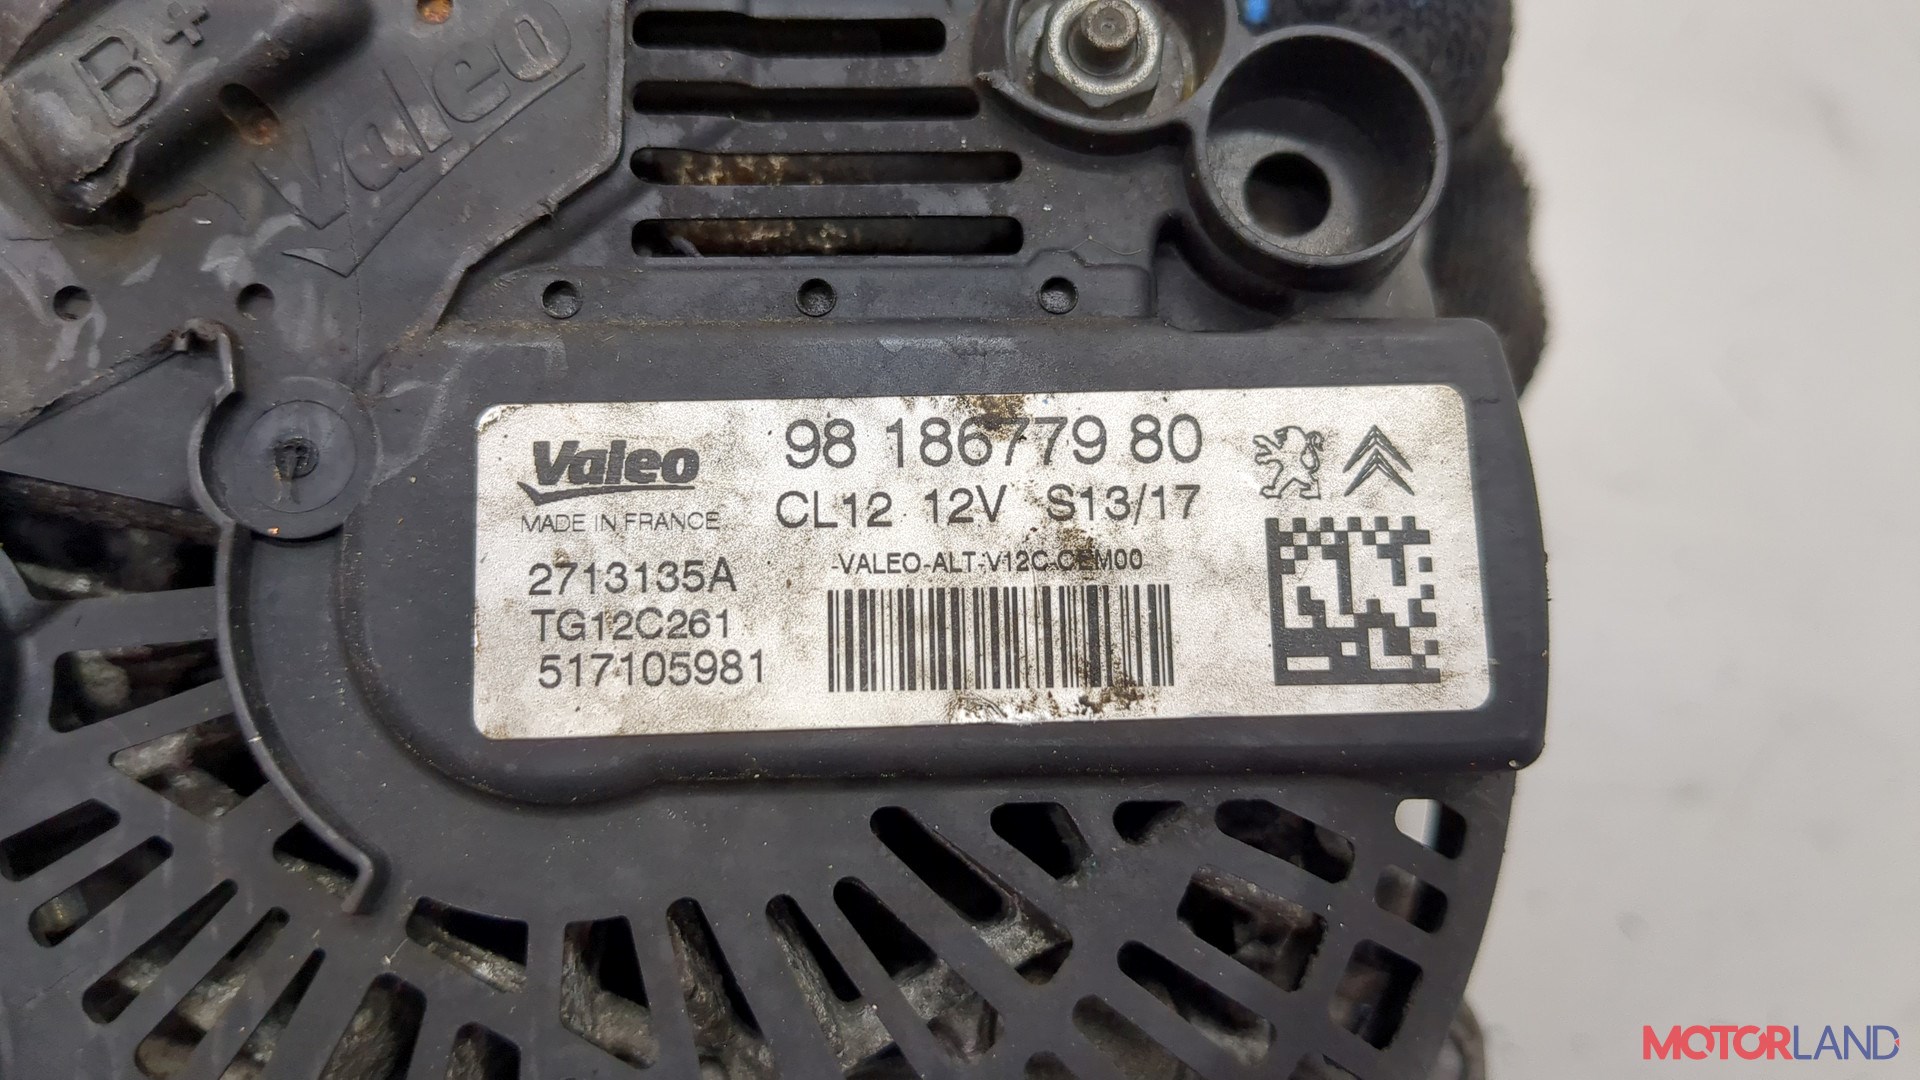 B+
Valeo
Valeo
MADE IN FRANCE
98 186779 80
CL12 12V S13/17
-VALEO-ALT-V12C-CEM00
2713135A
TG12C261
517105981
MOTORLAND